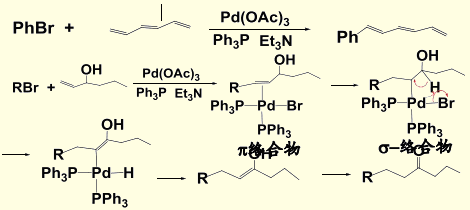 PhBr + Pd(OAc)3 Ph3P Et3N Ph
RBr + OH Pd(OAc)3 Ph3P Et3N R OH Ph3P Pd Br PPh3 R OH H Ph3P Pd Br PPh3
π络合物 σ-络合物
R OH Ph3P Pd H PPh3 R OH R O